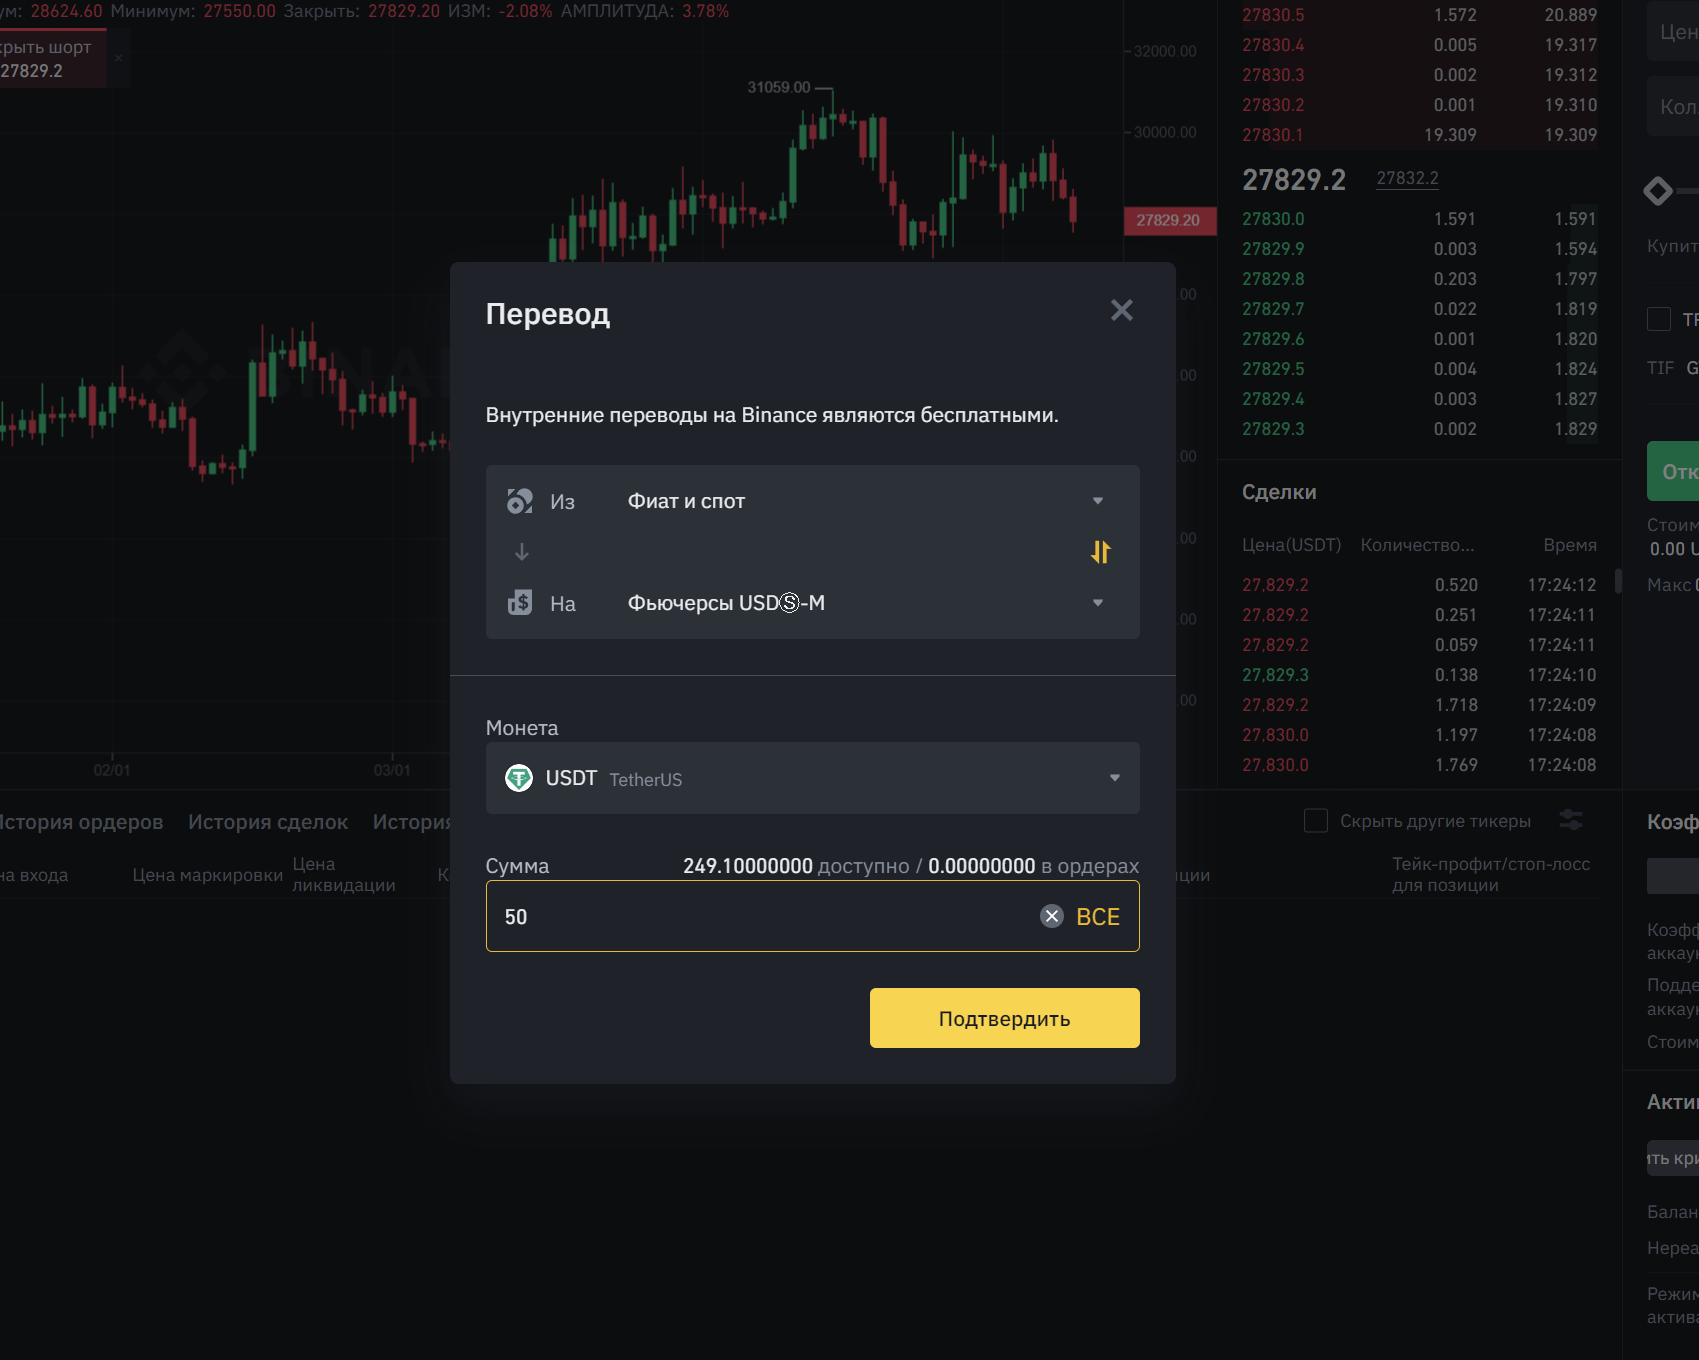 ум: 28624.60 Минимум: 27550.00 Закрыть: 27829.20 ИЗМ: -2.08% АМПЛИТУДА: 3.78%
крыть шорт
27829.2
31059.00
32000.00
30000.00
27829.20
.00
.00
.00
.00
.00
.00
02/01
03/01
27830.5 1.572 20.889
27830.4 0.005 19.317
27830.3 0.002 19.312
27830.2 0.001 19.310
27830.1 19.309 19.309
27829.2 27832.2
27830.0 1.591 1.591
27829.9 0.003 1.594
27829.8 0.203 1.797
27829.7 0.022 1.819
27829.6 0.001 1.820
27829.5 0.004 1.824
27829.4 0.003 1.827
27829.3 0.002 1.829
Сделки
Цена(USDT) Количество... Время
27,829.2 0.520 17:24:12
27,829.2 0.251 17:24:11
27,829.2 0.059 17:24:11
27,829.3 0.138 17:24:10
27,829.2 1.718 17:24:09
27,830.0 1.197 17:24:08
27,830.0 1.769 17:24:08
Цен
Кол
Купит
TIF G
Отк
Стоим
0.00 U
Макс
Перевод
Внутренние переводы на Binance являются бесплатными.
Из Фиат и спот
На Фьючерсы USDⓈ-M
Монета
USDT TetherUS
Сумма 249.10000000 доступно / 0.00000000 в ордерах
50 ВСЕ
Подтвердить
История ордеров История сделок История
Скрыть другие тикеры
на входа Цена маркировки Цена ликвидации К
ции Тейк-профит/стоп-лосс для позиции
Коэф
Коэфф
аккау
Подде
аккау
Стоим
Акти
ить кри
Балан
Нереа
Режим
актив